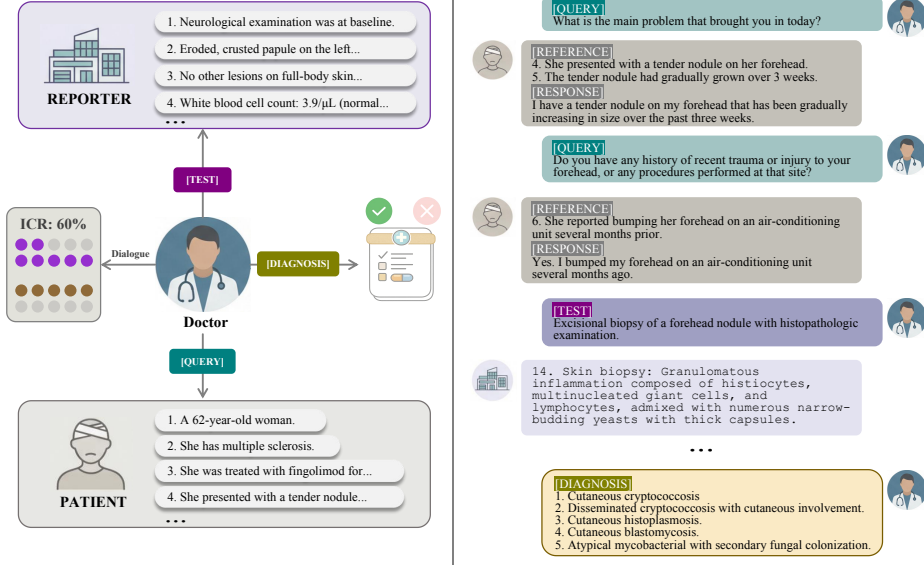 REPORTER
1. Neurological examination was at baseline.
2. Eroded, crusted papule on the left...
3. No other lesions on full-body skin...
4. White blood cell count: 3.9/μL (normal...
...
[TEST]
ICR: 60%
Dialogue
Doctor
[DIAGNOSIS]
[QUERY]
PATIENT
1. A 62-year-old woman.
2. She has multiple sclerosis.
3. She was treated with fingolimod for...
4. She presented with a tender nodule...
...
[QUERY]
What is the main problem that brought you in today?
[REFERENCE]
4. She presented with a tender nodule on her forehead.
5. The tender nodule had gradually grown over 3 weeks.
[RESPONSE]
I have a tender nodule on my forehead that has been gradually
increasing in size over the past three weeks.
[QUERY]
Do you have any history of recent trauma or injury to your
forehead, or any procedures performed at that site?
[REFERENCE]
6. She reported bumping her forehead on an air-conditioning
unit several months prior.
[RESPONSE]
Yes. I bumped my forehead on an air-conditioning unit
several months ago.
[TEST]
Excisional biopsy of a forehead nodule with histopathologic
examination.
14. Skin biopsy: Granulomatous
inflammation composed of histiocytes,
multinucleated giant cells, and
lymphocytes, admixed with numerous narrow-
budding yeasts with thick capsules.
...
[DIAGNOSIS]
1. Cutaneous cryptococcosis
2. Disseminated cryptococcosis with cutaneous involvement.
3. Cutaneous histoplasmosis.
4. Cutaneous blastomycosis.
5. Atypical mycobacterial with secondary fungal colonization.